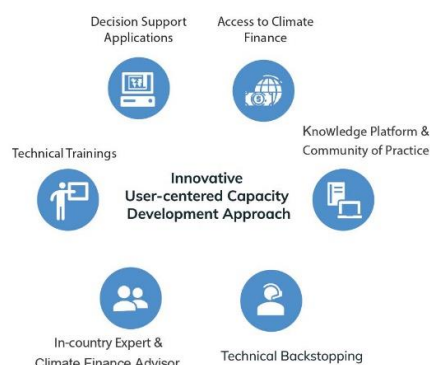 Decision Support
Applications
Access to Climate
Finance
Knowledge Platform &
Community of Practice
Technical Trainings
Innovative
User-centered Capacity
Development Approach
In-country Expert &
Climate Finance Advisor
Technical Backstopping